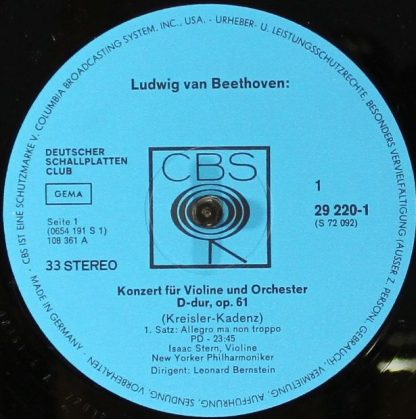 CBS IST EINE SCHUTZMARKE V. COLUMBIA BROADCASTING SYSTEM, INC., USA. - URHEBER- U. LEISTUNGSSCHUTZRECHTE, BESONDERS VERVIELFÄLTIGUNG (AUSSER Z. PERSÖNL. GEBRAUCH), VERMIETUNG, AUFFÜHRUNG, SENDUNG, VORBEHALTEN · MADE IN GERMANY
Ludwig van Beethoven:
DEUTSCHER
SCHALLPLATTEN
CLUB
GEMA
CBS
1
29 220-1
(S 72 092)
Seite 1
(0654 191 S 1)
108 361 A
33 STEREO
Konzert für Violine und Orchester
D-dur, op. 61
(Kreisler-Kadenz)
1. Satz: Allegro ma non troppo
PD - 23:45
Isaac Stern, Violine
New Yorker Philharmoniker
Dirigent: Leonard Bernstein